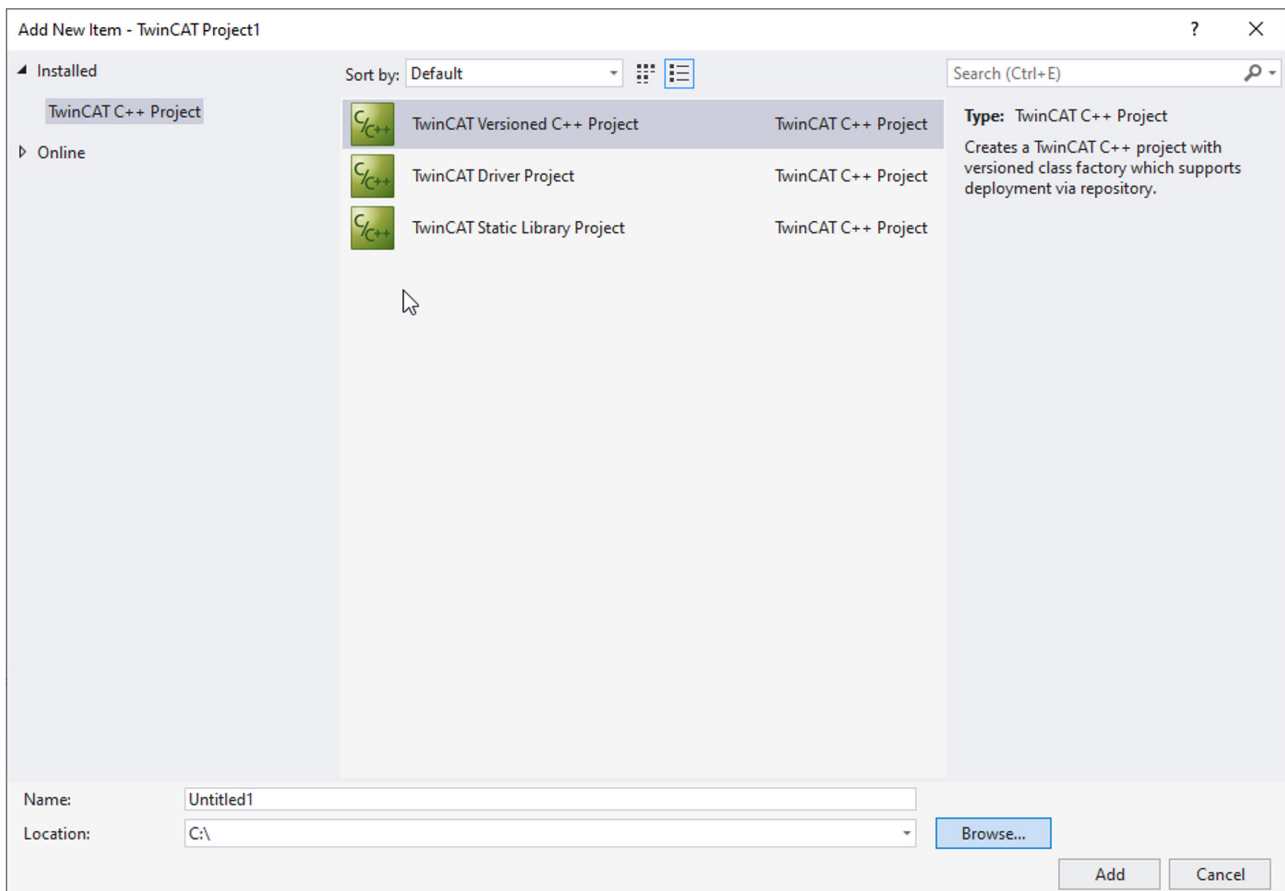 Add New Item - TwinCAT Project1
?
Installed
TwinCAT C++ Project
Online
Sort by: Default
Search (Ctrl+E)
C/C++ TwinCAT Versioned C++ Project TwinCAT C++ Project
C/C++ TwinCAT Driver Project TwinCAT C++ Project
C/C++ TwinCAT Static Library Project TwinCAT C++ Project
Type: TwinCAT C++ Project
Creates a TwinCAT C++ project with
versioned class factory which supports
deployment via repository.
Name: Untitled1
Location: C:\
Browse...
Add Cancel